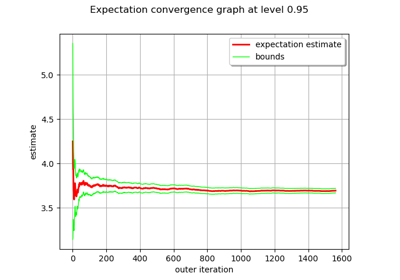 Expectation convergence graph at level 0.95
expectation estimate
bounds
5.0
4.5
4.0
3.5
estimate
0 200 400 600 800 1000 1200 1400 1600
outer iteration